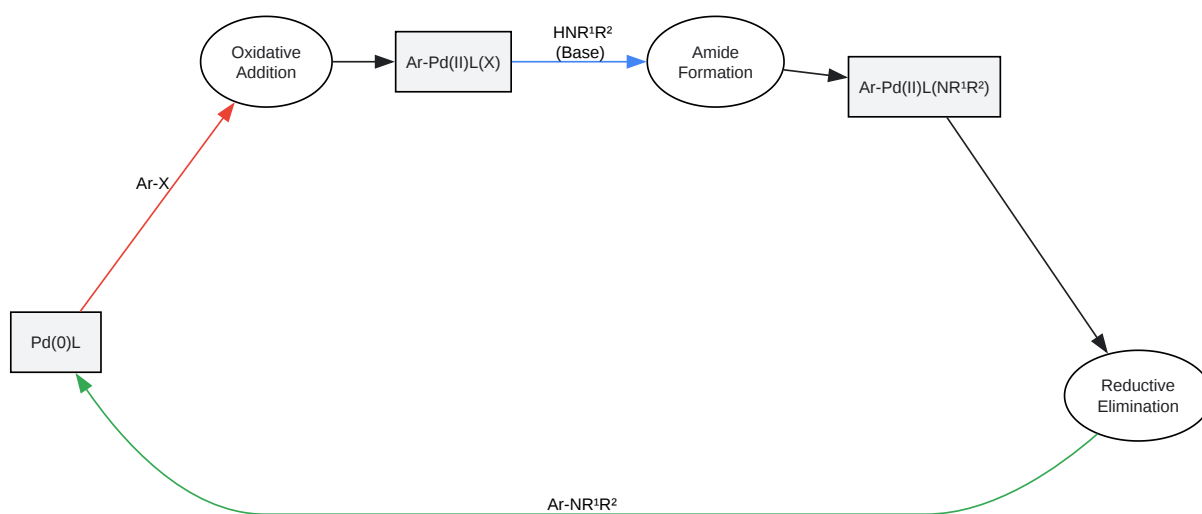 Oxidative
Addition
Ar-Pd(II)L(X)
HNR¹R²
(Base)
Amide
Formation
Ar-Pd(II)L(NR¹R²)
Ar-X
Pd(0)L
Reductive
Elimination
Ar-NR¹R²